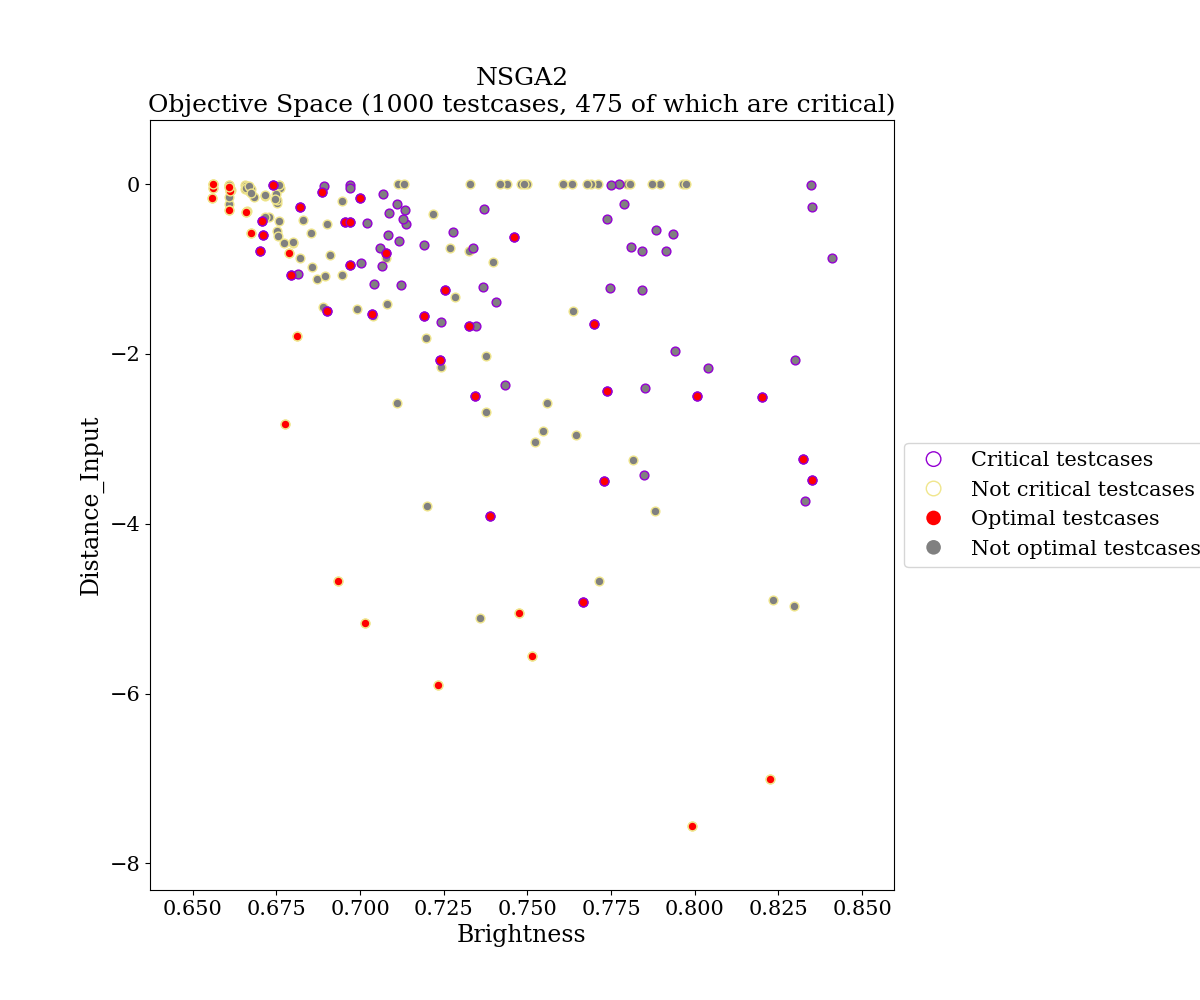 NSGA2
Objective Space (1000 testcases, 475 of which are critical)
0
−2
−4
−6
−8
Distance_Input
0.650 0.675 0.700 0.725 0.750 0.775 0.800 0.825 0.850
Brightness
Critical testcases
Not critical testcases
Optimal testcases
Not optimal testcases